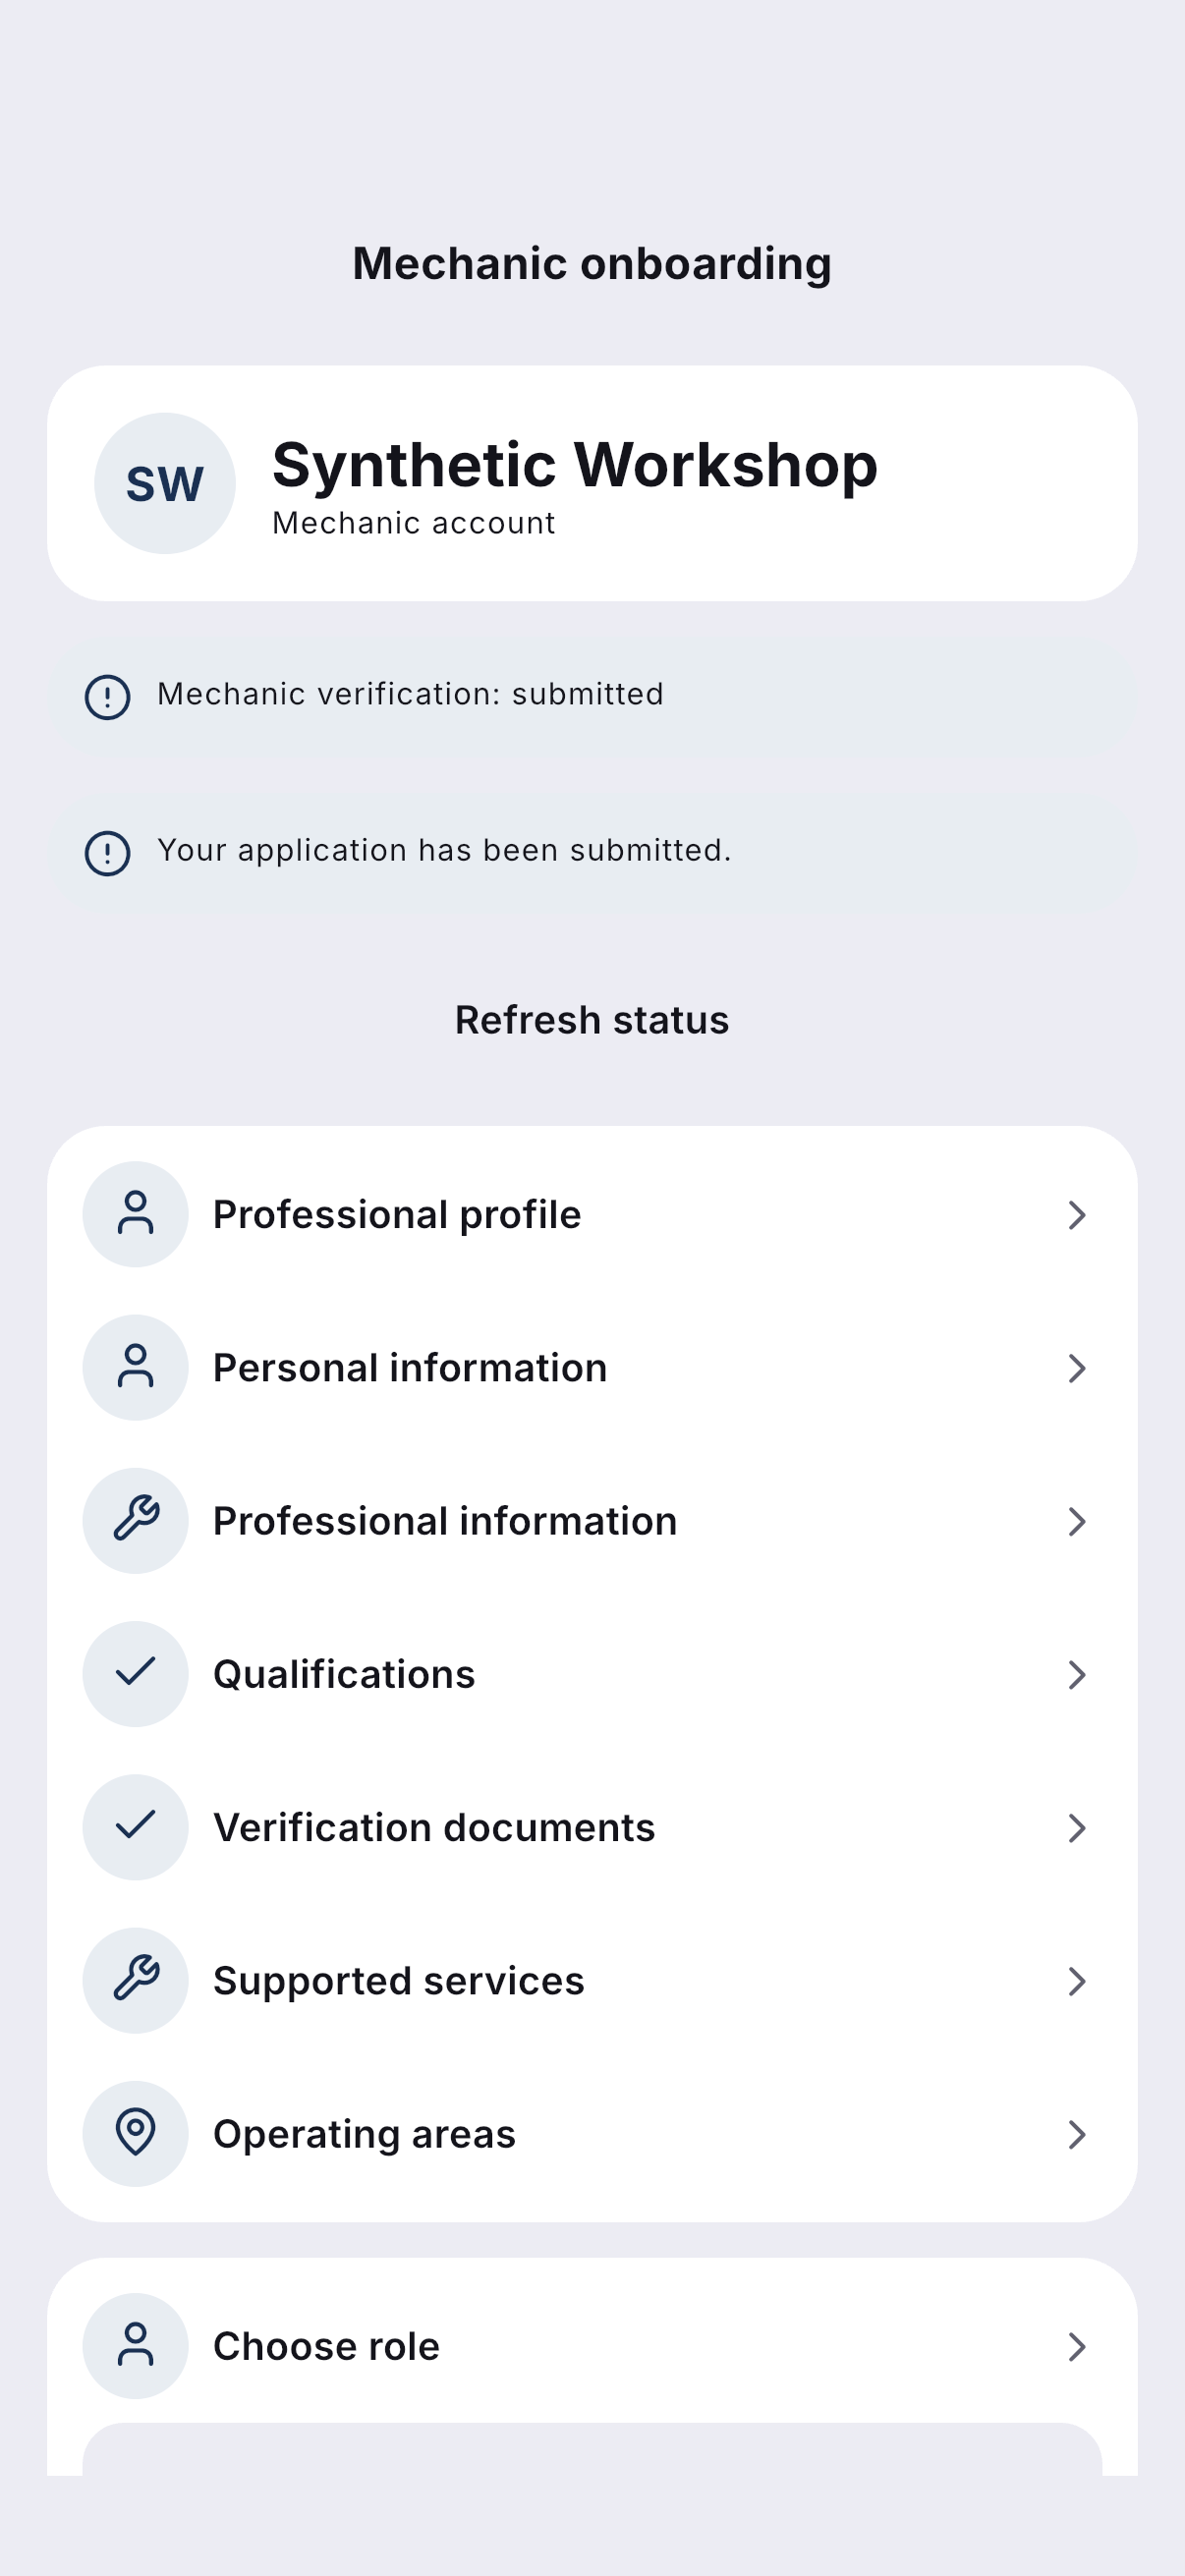 Mechanic onboarding
SW
Synthetic Workshop
Mechanic account
Mechanic verification: submitted
Your application has been submitted.
Refresh status
Professional profile
Personal information
Professional information
Qualifications
Verification documents
Supported services
Operating areas
Choose role